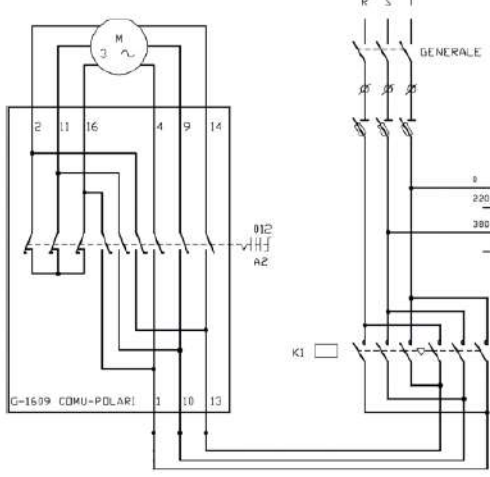 R S T
M
3 ~
GENERALE
2 11 16 4 9 14
0
220
380
012
A2
K1
G-1609 COMU-POLARI 1 10 13